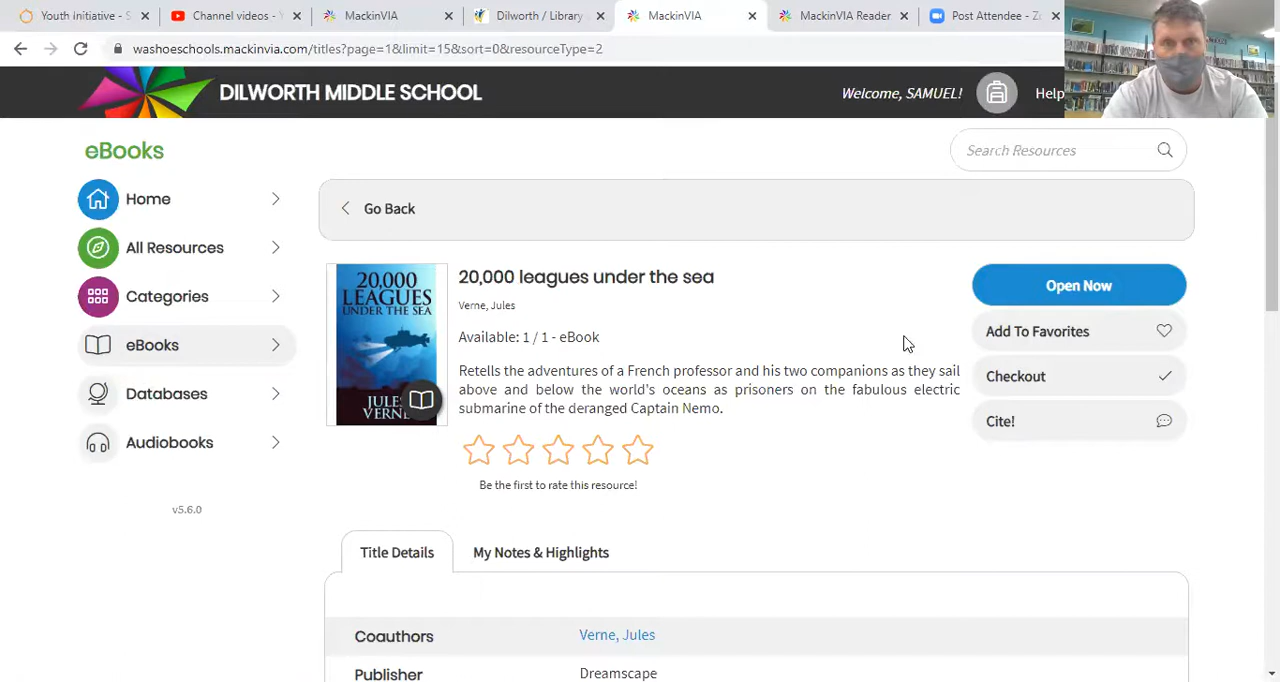 Youth Initiative - S
Channel videos - Y
MackinVIA
Dilworth / Library
MackinVIA
MackinVIA Reader
Post Attendee - Z
washoeschools.mackinvia.com/titles?page=1&limit=15&sort=0&resourceType=2
DILWORTH MIDDLE SCHOOL
Welcome, SAMUEL!
Help
eBooks
Search Resources
Home
All Resources
Categories
eBooks
Databases
Audiobooks
v5.6.0
Go Back
20,000
LEAGUES
UNDER THE SEA
JULES
VERNE
20,000 leagues under the sea
Verne, Jules
Available: 1 / 1 - eBook
Retells the adventures of a French professor and his two companions as they sail
above and below the world's oceans as prisoners on the fabulous electric
submarine of the deranged Captain Nemo.
Be the first to rate this resource!
Open Now
Add To Favorites
Checkout
Cite!
Title Details
My Notes & Highlights
Coauthors
Verne, Jules
Publisher
Dreamscape